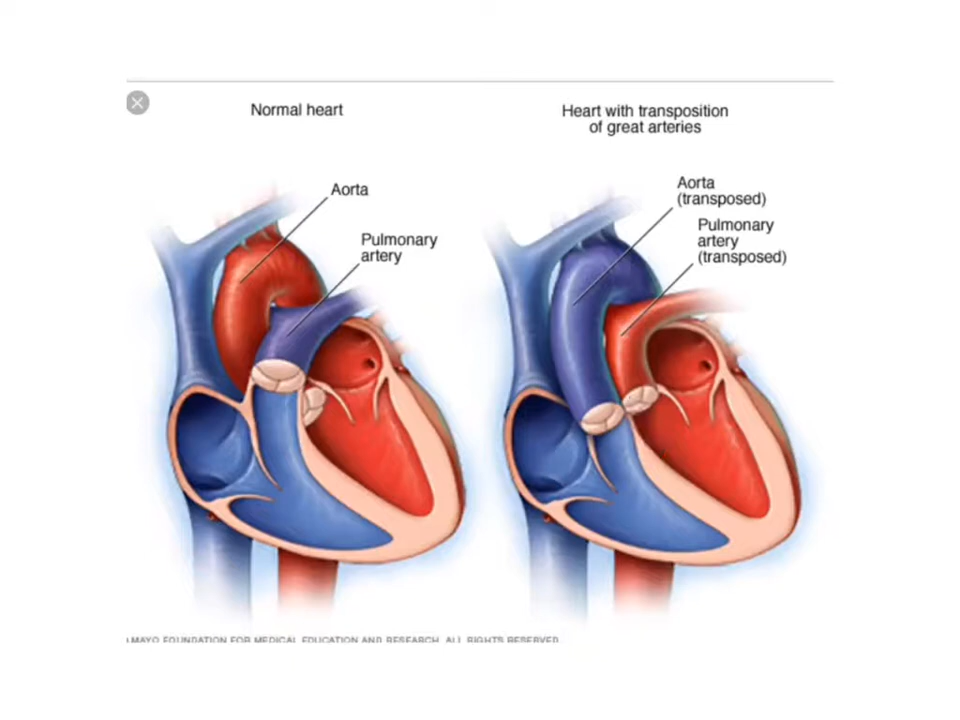 Normal heart
Heart with transposition
of great arteries
Aorta
Pulmonary
artery
Aorta
(transposed)
Pulmonary
artery
(transposed)
MAYO FOUNDATION FOR MEDICAL EDUCATION AND RESEARCH. ALL RIGHTS RESERVED.